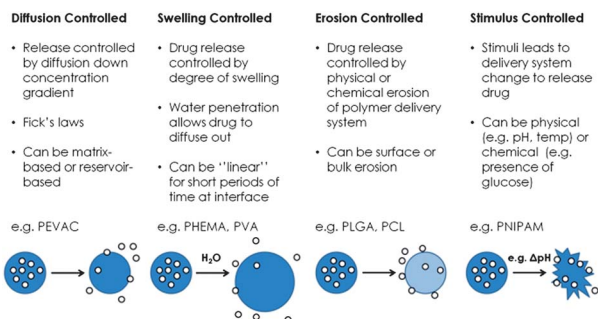 Diffusion Controlled
• Release controlled
by diffusion down
concentration
gradient
• Fick's laws
• Can be matrix-
based or reservoir-
based
e.g. PEVAC
Swelling Controlled
• Drug release
controlled by
degree of swelling
• Water penetration
allows drug to
diffuse out
• Can be ‘'linear’'
for short periods of
time at interface
e.g. PHEMA, PVA
H₂O
Erosion Controlled
• Drug release
controlled by
physical or
chemical erosion
of polymer delivery
system
• Can be surface or
bulk erosion
e.g. PLGA, PCL
Stimulus Controlled
• Stimuli leads to
delivery system
change to release
drug
• Can be physical
(e.g. pH, temp) or
chemical (e.g.
presence of
glucose)
e.g. PNIPAM
e.g. ΔpH